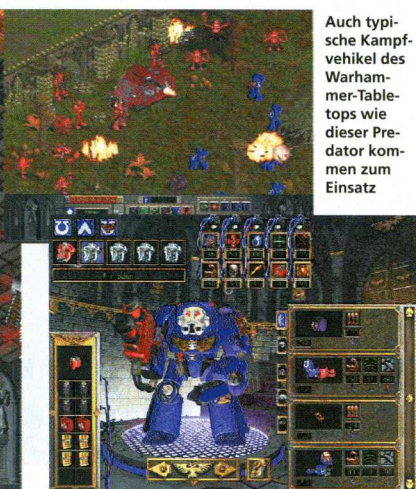 Auch typi-
sche Kampf-
vehikel des
Warham-
mer-Table-
tops wie
dieser Pre-
dator kom-
men zum
Einsatz